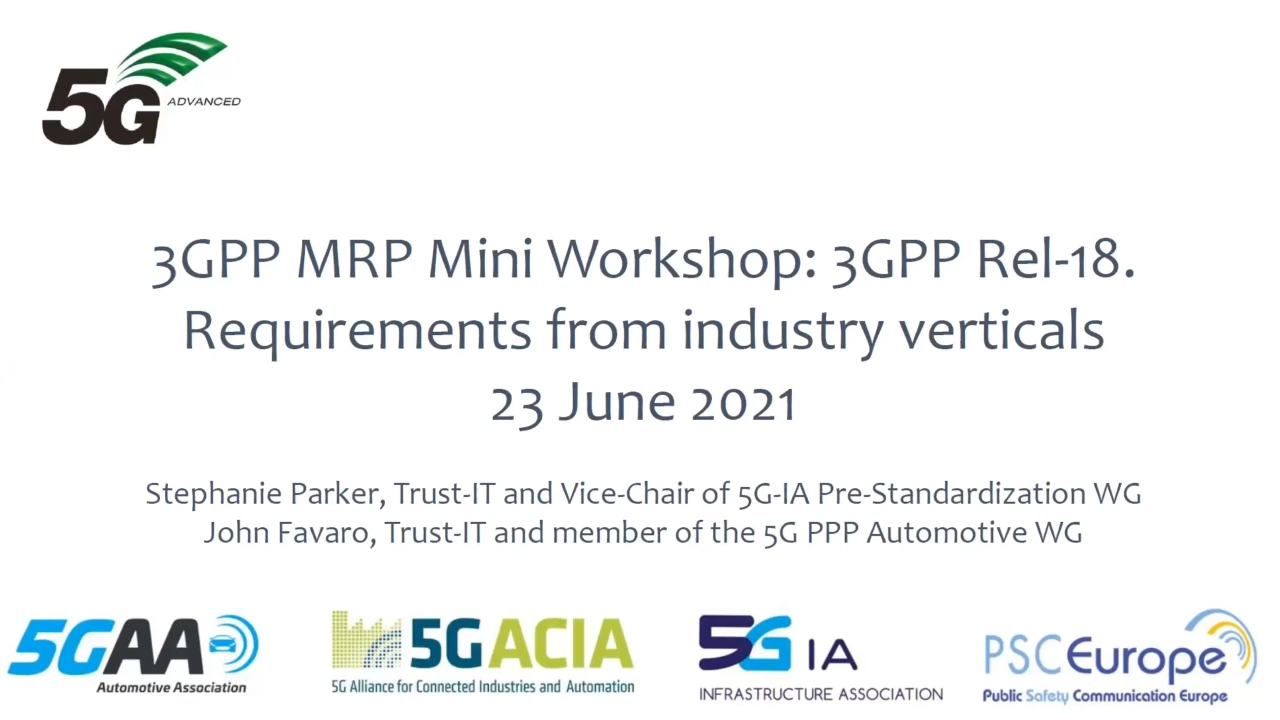 5G ADVANCED
3GPP MRP Mini Workshop: 3GPP Rel-18.
Requirements from industry verticals
23 June 2021
Stephanie Parker, Trust-IT and Vice-Chair of 5G-IA Pre-Standardization WG
John Favaro, Trust-IT and member of the 5G PPP Automotive WG
5GAA
Automotive Association
5G ACIA
5G Alliance for Connected Industries and Automation
5G IA
INFRASTRUCTURE ASSOCIATION
PSCEurope
Public Safety Communication Europe